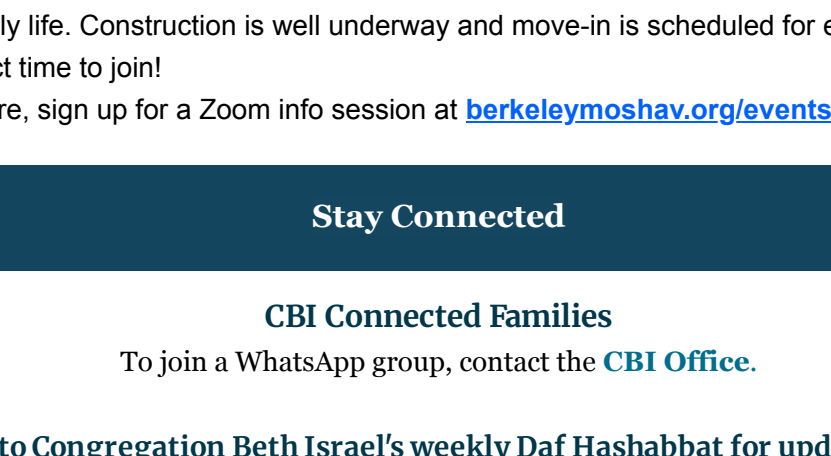 ly life. Construction is well underway and move-in is scheduled for
ct time to join!
re, sign up for a Zoom info session at berkeleymoshav.org/events
Stay Connected
CBI Connected Families
To join a WhatsApp group, contact the CBI Office.
to Congregation Beth Israel's weekly Daf Hashabbat for upd